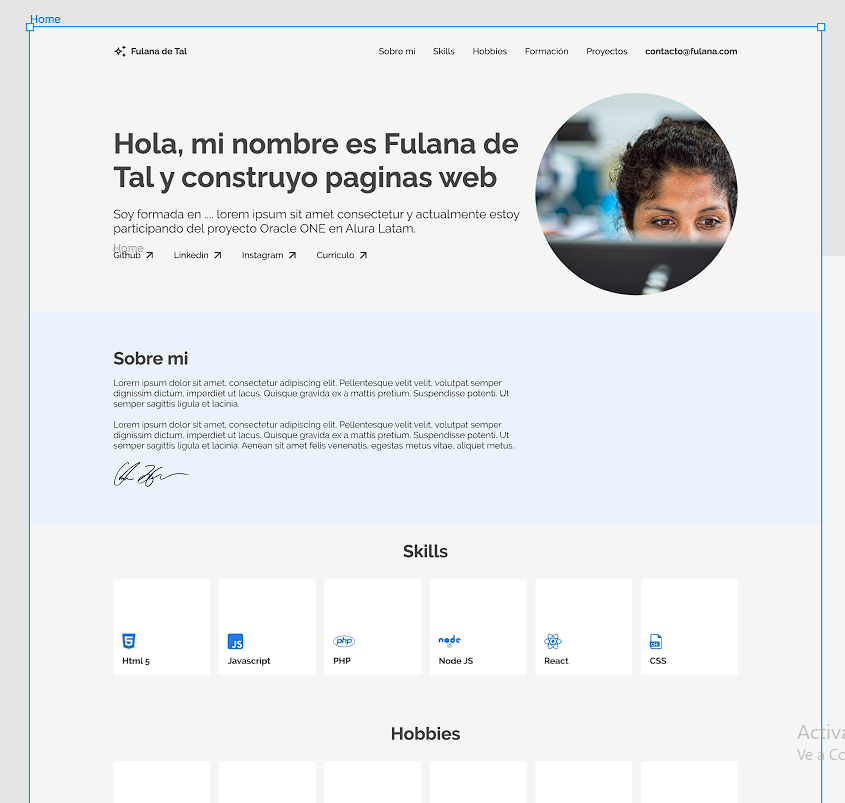 Home
Fulana de Tal
Sobre mi Skills Hobbies Formación Proyectos contacto@fulana.com
Hola, mi nombre es Fulana de
Tal y construyo paginas web
Soy formada en .... lorem ipsum sit amet consectetur y actualmente estoy
participando del proyecto Oracle ONE en Alura Latam.
Home
Github Linkedin Instagram Curriculo
Sobre mi
Lorem ipsum dolor sit amet, consectetur adipiscing elit. Pellentesque velit velit, volutpat semper
dignissim dictum, imperdiet ut lacus. Quisque gravida ex a mattis pretium. Suspendisse potenti. Ut
semper sagittis ligula et lacinia.
Lorem ipsum dolor sit amet, consectetur adipiscing elit. Pellentesque velit velit, volutpat semper
dignissim dictum, imperdiet ut lacus. Quisque gravida ex a mattis pretium. Suspendisse potenti. Ut
semper sagittis ligula et lacinia. Aenean sit amet felis venenatis, egestas metus vitae, aliquet metus.
Skills
5 JS php node CSS
Html 5 Javascript PHP Node JS React CSS
Hobbies
Activa
Ve a Co